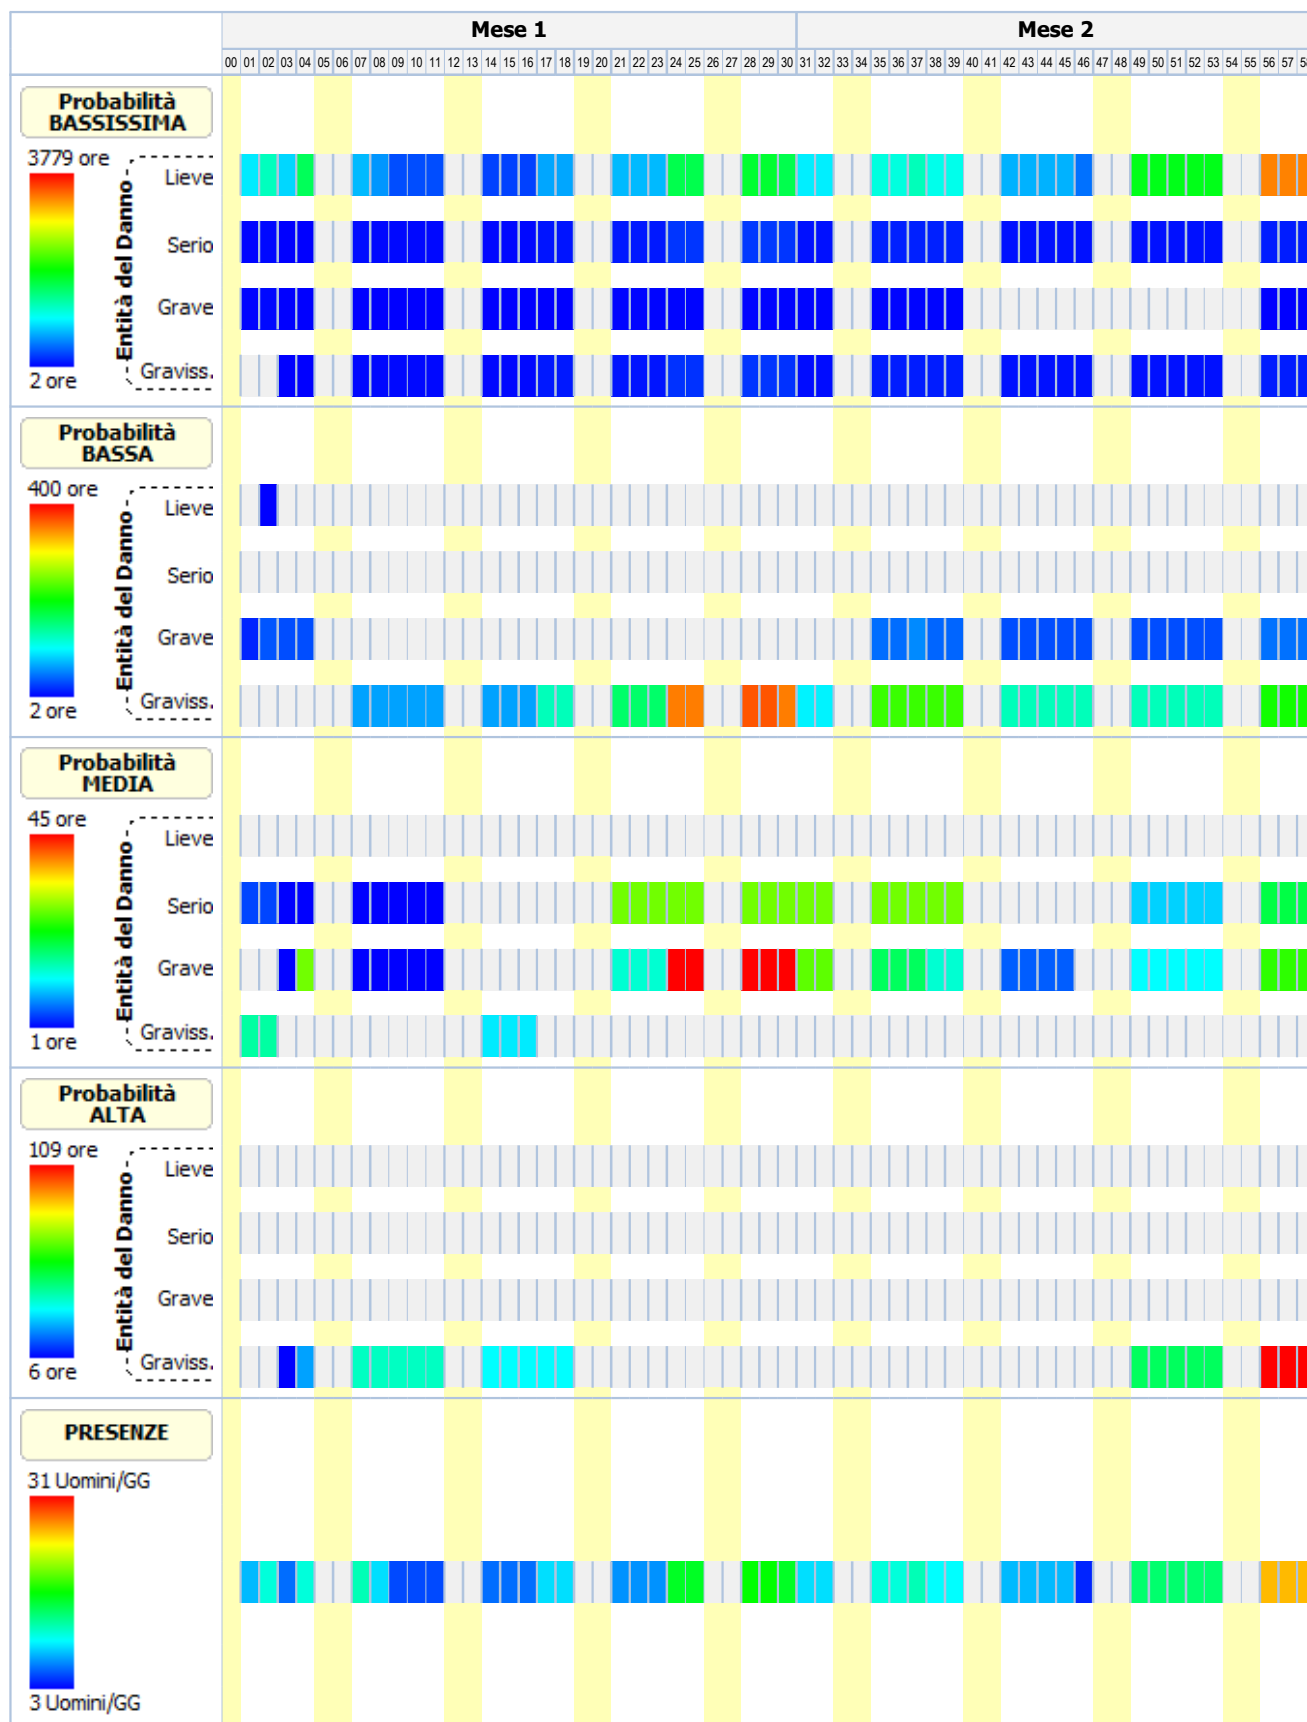 Mese 1 Mese 2
00 01 02 03 04 05 06 07 08 09 10 11 12 13 14 15 16 17 18 19 20 21 22 23 24 25 26 27 28 29 30 31 32 33 34 35 36 37 38 39 40 41 42 43 44 45 46 47 48 49 50 51 52 53 54 55 56 57
Probabilità
BASSISSIMA
3779 ore
2 ore
Entità del Danno
Lieve
Serio
Grave
Graviss.
Probabilità
BASSA
400 ore
2 ore
Entità del Danno
Lieve
Serio
Grave
Graviss.
Probabilità
MEDIA
45 ore
1 ore
Entità del Danno
Lieve
Serio
Grave
Graviss.
Probabilità
ALTA
109 ore
6 ore
Entità del Danno
Lieve
Serio
Grave
Graviss.
PRESENZE
31 Uomini/GG
3 Uomini/GG